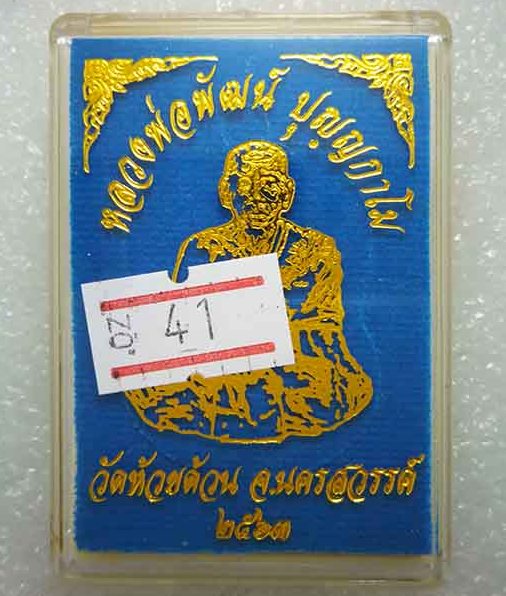 หลวงพ่อพัฒน์ ปุญญกาโม
No. 41
วัดห้วยด้วน จ.นครสวรรค์
๒๕๖๓